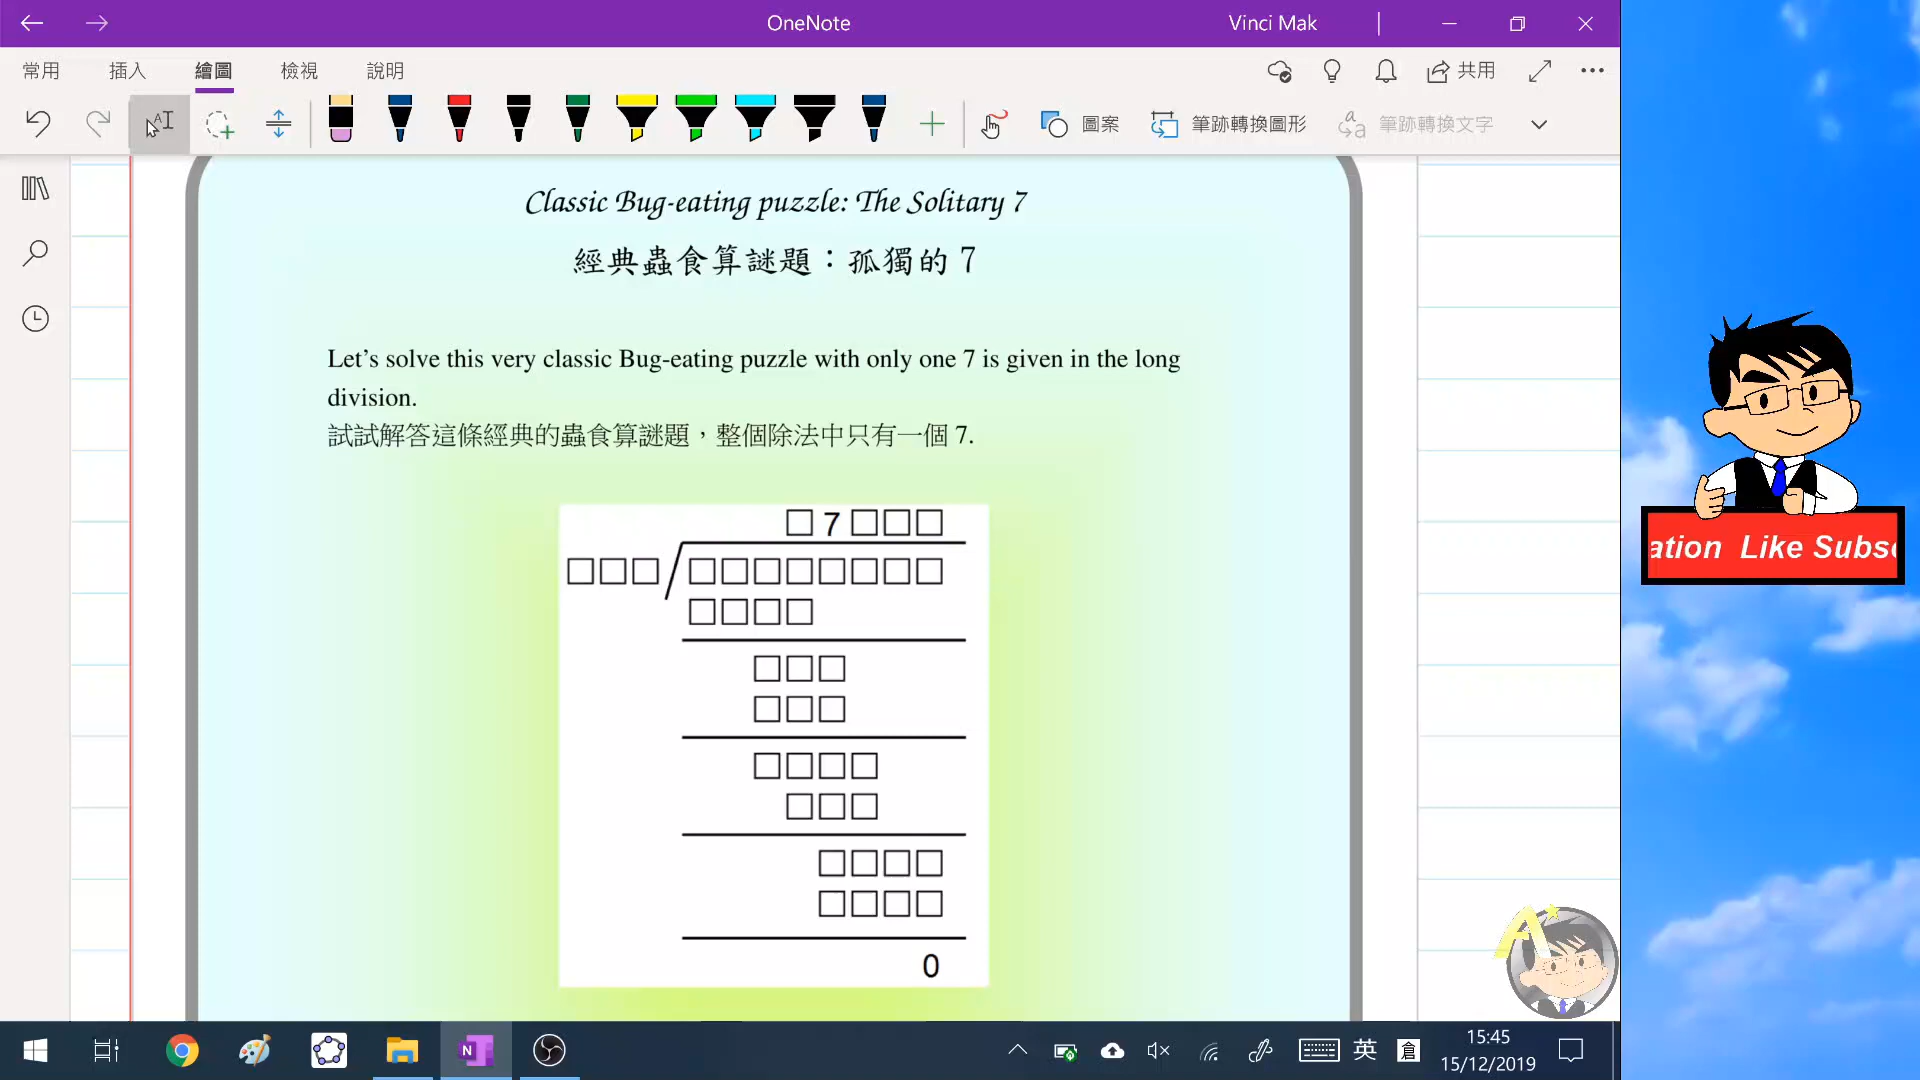 OneNote
Vinci Mak
常用 插入 繪圖 檢視 說明
共用
圖案 筆跡轉換圖形 筆跡轉換文字
Classic Bug-eating puzzle: The Solitary 7
經典蟲食算謎題：孤獨的 7
Let’s solve this very classic Bug-eating puzzle with only one 7 is given in the long
division.
試試解答這條經典的蟲食算謎題，整個除法中只有一個 7.
□ 7 □□□
□□□ / □□□□□□□□
□□□□
□□□
□□□
□□□□
□□□
□□□□
□□□□
0
ation Like Subsc
A
英 倉
15:45
15/12/2019